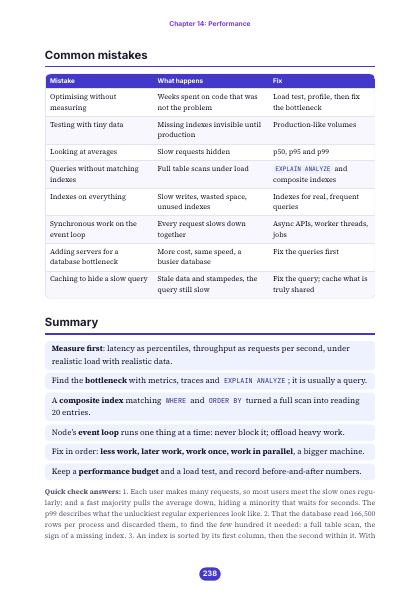 Chapter 14: Performance
Common mistakes
Mistake What happens Fix
Optimising without measuring Weeks spent on code that was not the problem Load test, profile, then fix the bottleneck
Testing with tiny data Missing indexes invisible until production Production-like volumes
Looking at averages Slow requests hidden p50, p95 and p99
Queries without matching indexes Full table scans under load EXPLAIN ANALYZE and composite indexes
Indexes on everything Slow writes, wasted space, unused indexes Indexes for real, frequent queries
Synchronous work on the event loop Every request slows down together Async APIs, worker threads, jobs
Adding servers for a database bottleneck More cost, same speed, a busier database Fix the queries first
Caching to hide a slow query Stale data and stampedes, the query still slow Fix the query; cache what is truly shared
Summary
Measure first: latency as percentiles, throughput as requests per second, under
realistic load with realistic data.
Find the bottleneck with metrics, traces and EXPLAIN ANALYZE; it is usually a query.
A composite index matching WHERE and ORDER BY turned a full scan into reading
20 entries.
Node's event loop runs one thing at a time: never block it; offload heavy work.
Fix in order: less work, later work, work once, work in parallel, a bigger machine.
Keep a performance budget and a load test, and record before-and-after numbers.
Quick check answers: 1. Each user makes many requests, so most users meet the slow ones regu-
larly; and a fast majority pulls the average down, hiding a minority that waits for seconds. The
p99 describes what the unluckiest regular experiences look like. 2. That the database read 166,500
rows per process and discarded them, to find the few hundred it needed: a full table scan, the
sign of a missing index. 3. An index is sorted by its first column, then the second within it. With
238